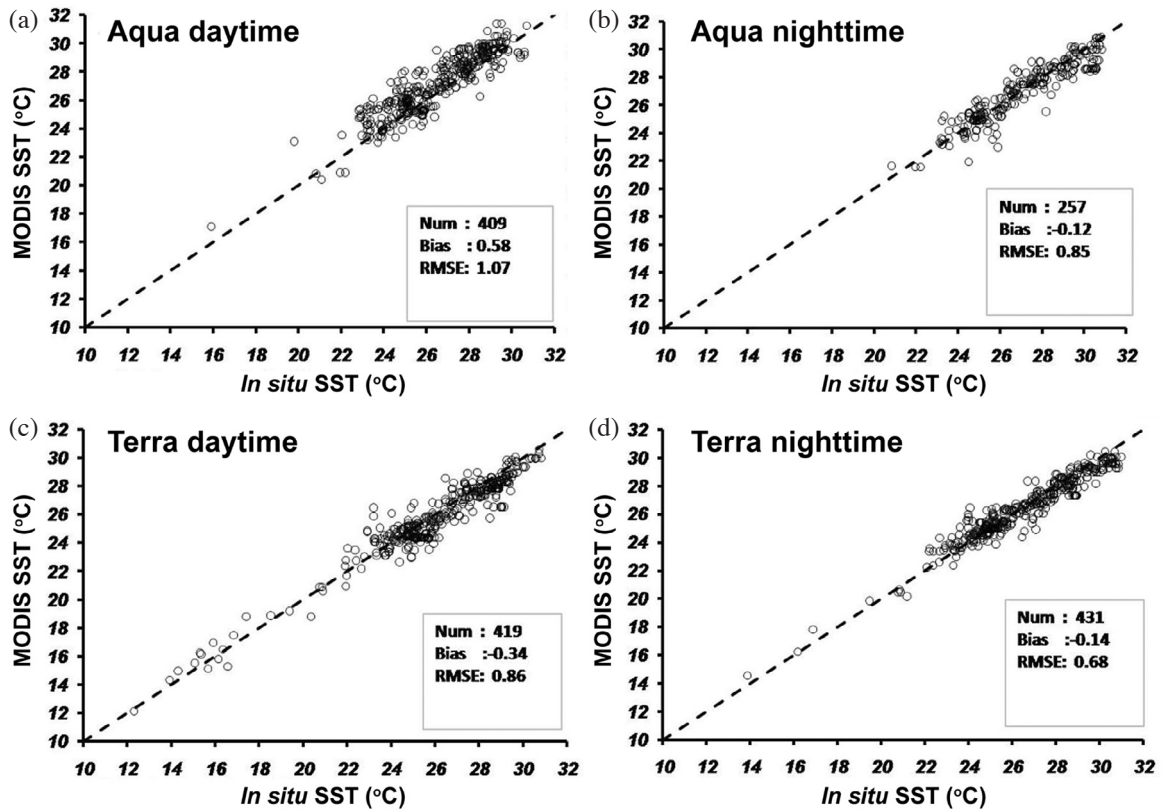 (a)
Aqua daytime
32
30
28
26
24
22
20
18
16
14
12
10
MODIS SST (°C)
Num : 409
Bias : 0.58
RMSE: 1.07
10 12 14 16 18 20 22 24 26 28 30 32
In situ SST (°C)
(b)
Aqua nighttime
32
30
28
26
24
22
20
18
16
14
12
10
MODIS SST (°C)
Num : 257
Bias :-0.12
RMSE: 0.85
10 12 14 16 18 20 22 24 26 28 30 32
In situ SST (°C)
(c)
Terra daytime
32
30
28
26
24
22
20
18
16
14
12
10
MODIS SST (°C)
Num : 419
Bias :-0.34
RMSE: 0.86
10 12 14 16 18 20 22 24 26 28 30 32
In situ SST (°C)
(d)
Terra nighttime
32
30
28
26
24
22
20
18
16
14
12
10
MODIS SST (°C)
Num : 431
Bias :-0.14
RMSE: 0.68
10 12 14 16 18 20 22 24 26 28 30 32
In situ SST (°C)